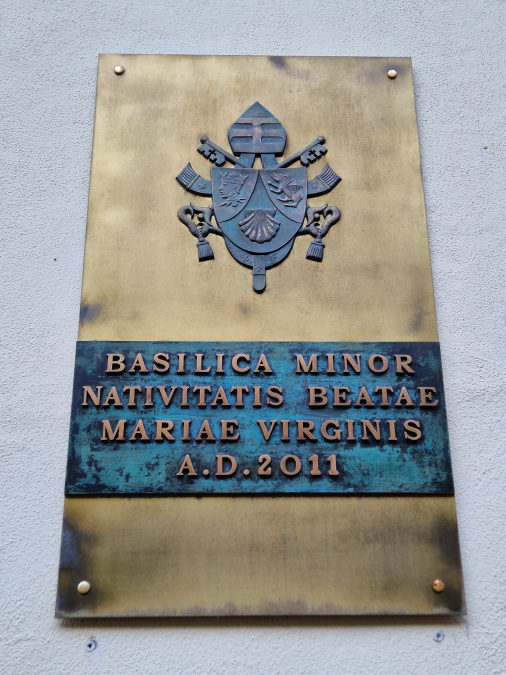 BASILICA MINOR
NATIVITATIS BEATAE
MARIAE VIRGINIS
A.D.2011